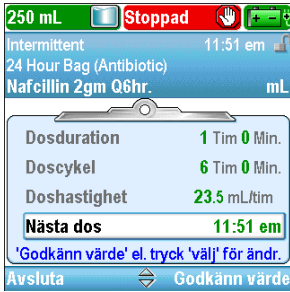 250 mL Stoppad
Intermittent 11:51 em
24 Hour Bag (Antibiotic)
Nafcillin 2gm Q6hr. mL
Dosduration 1 Tim 0 Min.
Doscykel 6 Tim 0 Min.
Doshastighet 23.5 mL/tim
Nästa dos 11:51 em
'Godkänn värde' el. tryck 'välj' för ändr.
Avsluta Godkänn värde